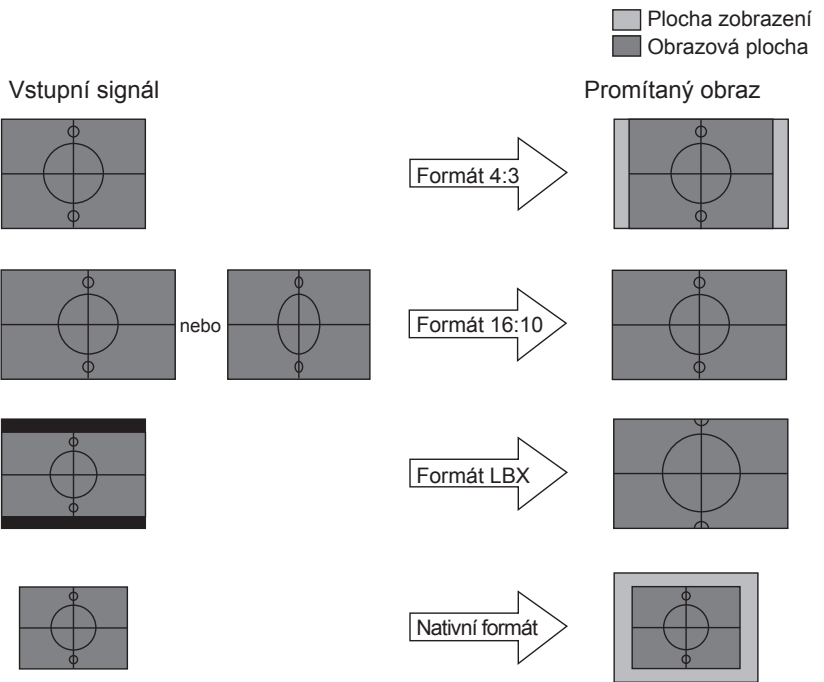 Plocha zobrazení
Obrazová plocha
Vstupní signál
Promítaný obraz
Formát 4:3
nebo
Formát 16:10
Formát LBX
Nativní formát